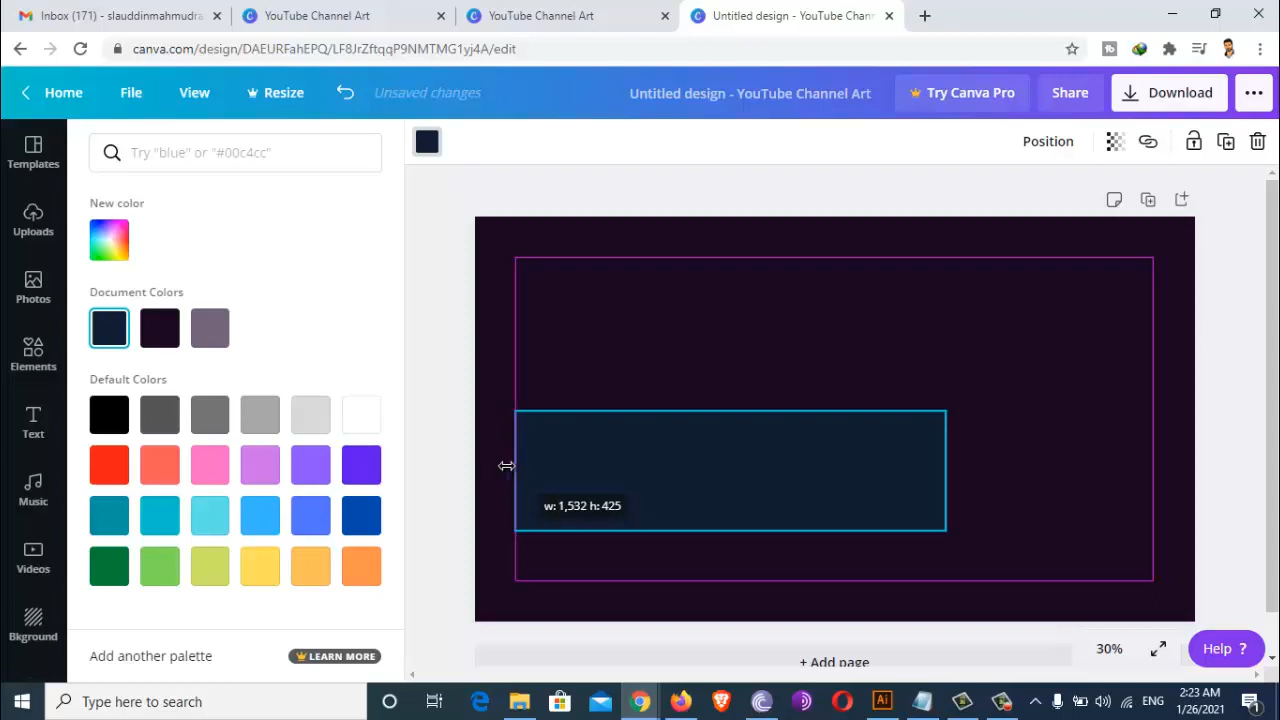 Inbox (171) - slauddinmahmudra
YouTube Channel Art
YouTube Channel Art
Untitled design - YouTube Chann
canva.com/design/DAEURFahEPQ/LF8JrZftqqP9NMTMG1yj4A/edit
Home
File
View
Resize
Unsaved changes
Untitled design - YouTube Channel Art
Try Canva Pro
Share
Download
Try "blue" or "#00c4cc"
Position
Templates
Uploads
Photos
Elements
Text
Music
Videos
Bkground
New color
Document Colors
Default Colors
Add another palette
LEARN MORE
w: 1,532 h: 425
+ Add page
30%
Help ?
Type here to search
Ai
ENG
2:23 AM
1/26/2021
1